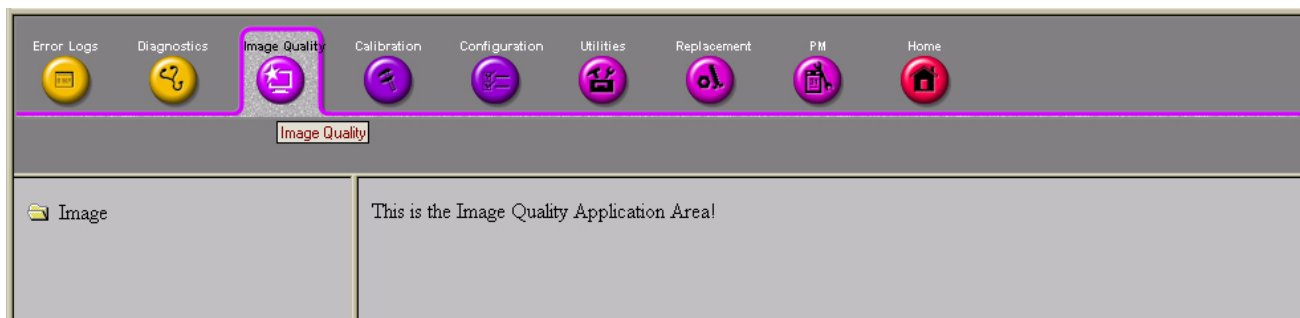 Error Logs Diagnostics Image Quality Calibration Configuration Utilities Replacement PM Home
Image Quality
Image
This is the Image Quality Application Area!